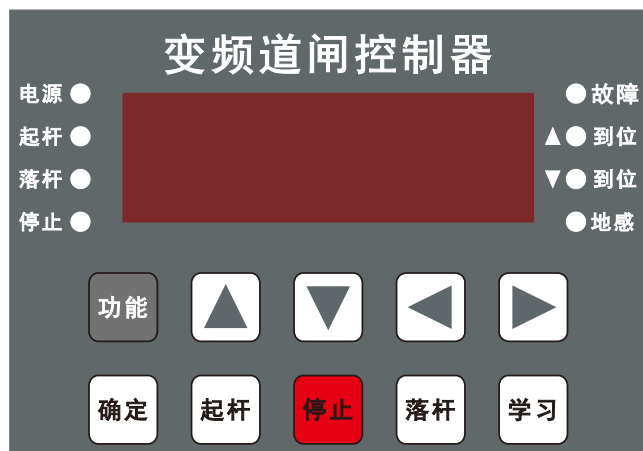 变频道闸控制器
电源
起杆
落杆
停止
故障
▲ 到位
▼ 到位
地感
功能 ▲ ▼ ◀ ▶
确定 起杆 停止 落杆 学习